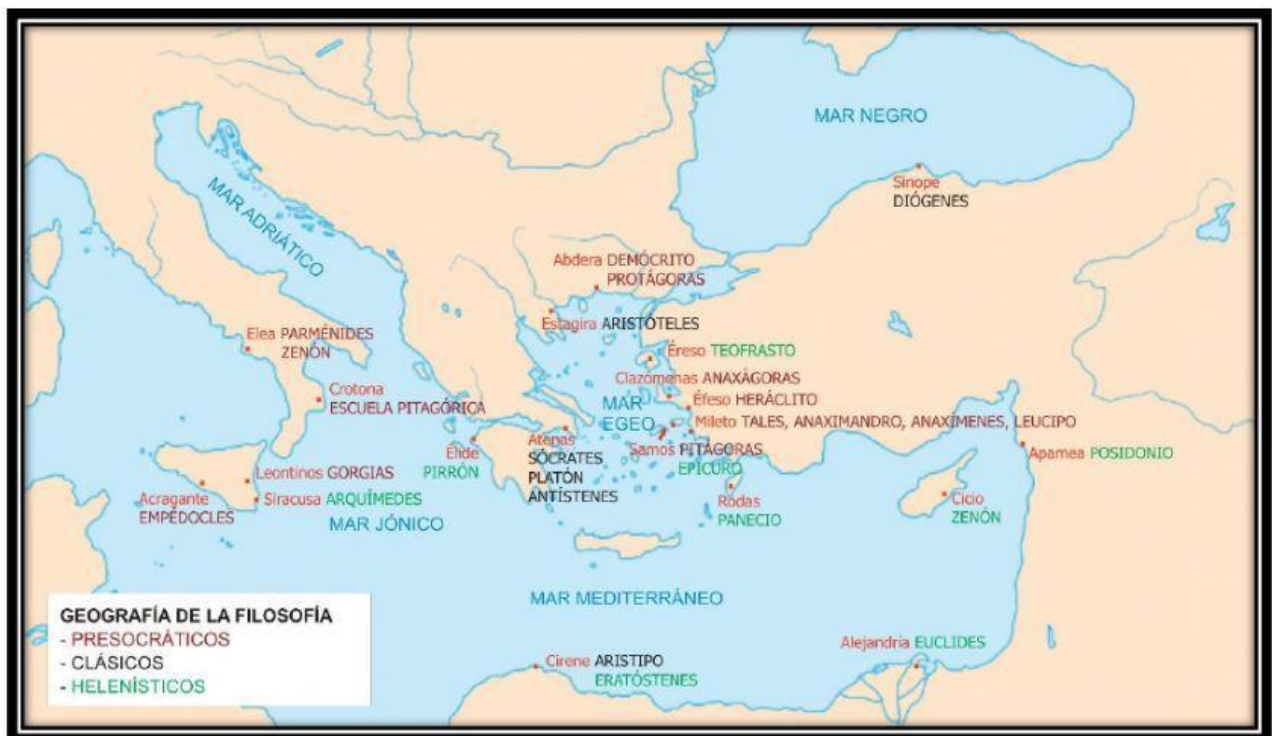 MAR NEGRO
Sinope
DIÓGENES
MAR ADRIÁTICO
Abdera DEMÓCRITO
PROTÁGORAS
Estagira ARISTÓTELES
Elea PARMÉNIDES
ZENÓN
Éreso TEOFRASTO
Clazómenas ANAXÁGORAS
Crotona
ESCUELA PITAGÓRICA
MAR
EGEO
Éfeso HERÁCLITO
Mileto TALES, ANAXIMANDRO, ANAXÍMENES, LEUCIPO
Élide
PIRRÓN
Atenas
SÓCRATES
PLATÓN
ANTÍSTENES
Samos PITÁGORAS
EPICURO
Apamea POSIDONIO
Leontinos GORGIAS
Acragante
EMPÉDOCLES
Siracusa ARQUÍMEDES
MAR JÓNICO
Rodas
PANECIO
Cicio
ZENÓN
MAR MEDITERRÁNEO
GEOGRAFÍA DE LA FILOSOFÍA
- PRESOCRÁTICOS
- CLÁSICOS
- HELENÍSTICOS
Cirene ARISTIPO
ERATÓSTENES
Alejandría EUCLIDES